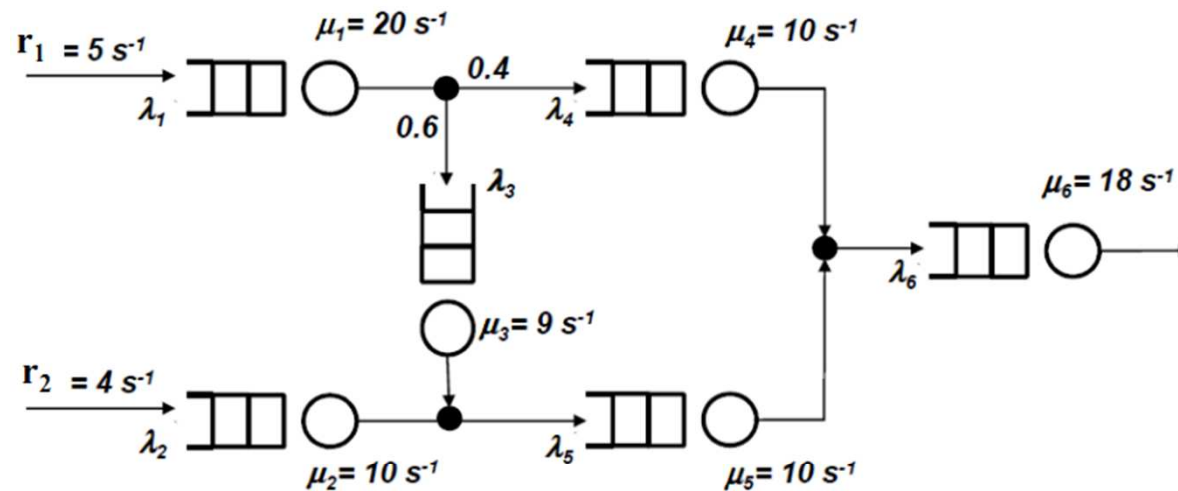 r₁ = 5 s⁻¹
μ₁= 20 s⁻¹
λ₁
0.4
0.6
λ₄
μ₄= 10 s⁻¹
λ₃
μ₃= 9 s⁻¹
μ₆= 18 s⁻¹
λ₆
r₂ = 4 s⁻¹
λ₂
μ₂= 10 s⁻¹
λ₅
μ₅= 10 s⁻¹